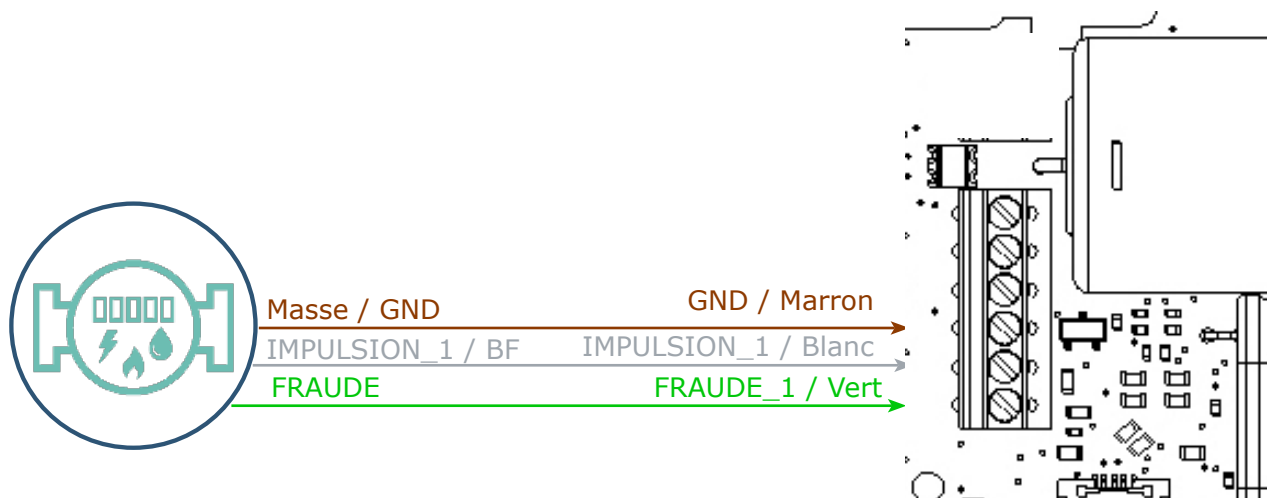 Masse / GND GND / Marron
IMPULSION_1 / BF IMPULSION_1 / Blanc
FRAUDE FRAUDE_1 / Vert